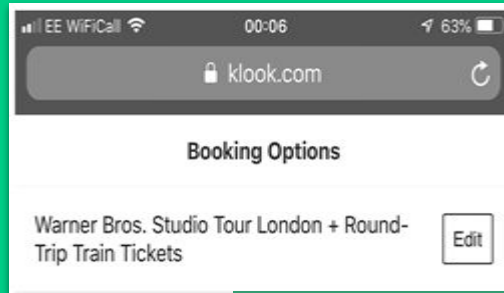 EE WiFiCall 00:06 63%
klook.com
Booking Options
Warner Bros. Studio Tour London + Round-
Trip Train Tickets
Edit